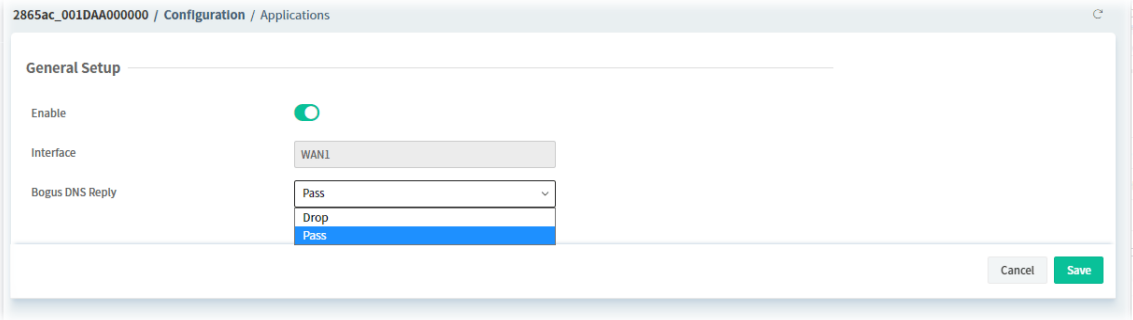 2865ac_001DAA000000 / Configuration / Applications
General Setup
Enable
Interface
WAN1
Bogus DNS Reply
Pass
Drop
Pass
Cancel
Save